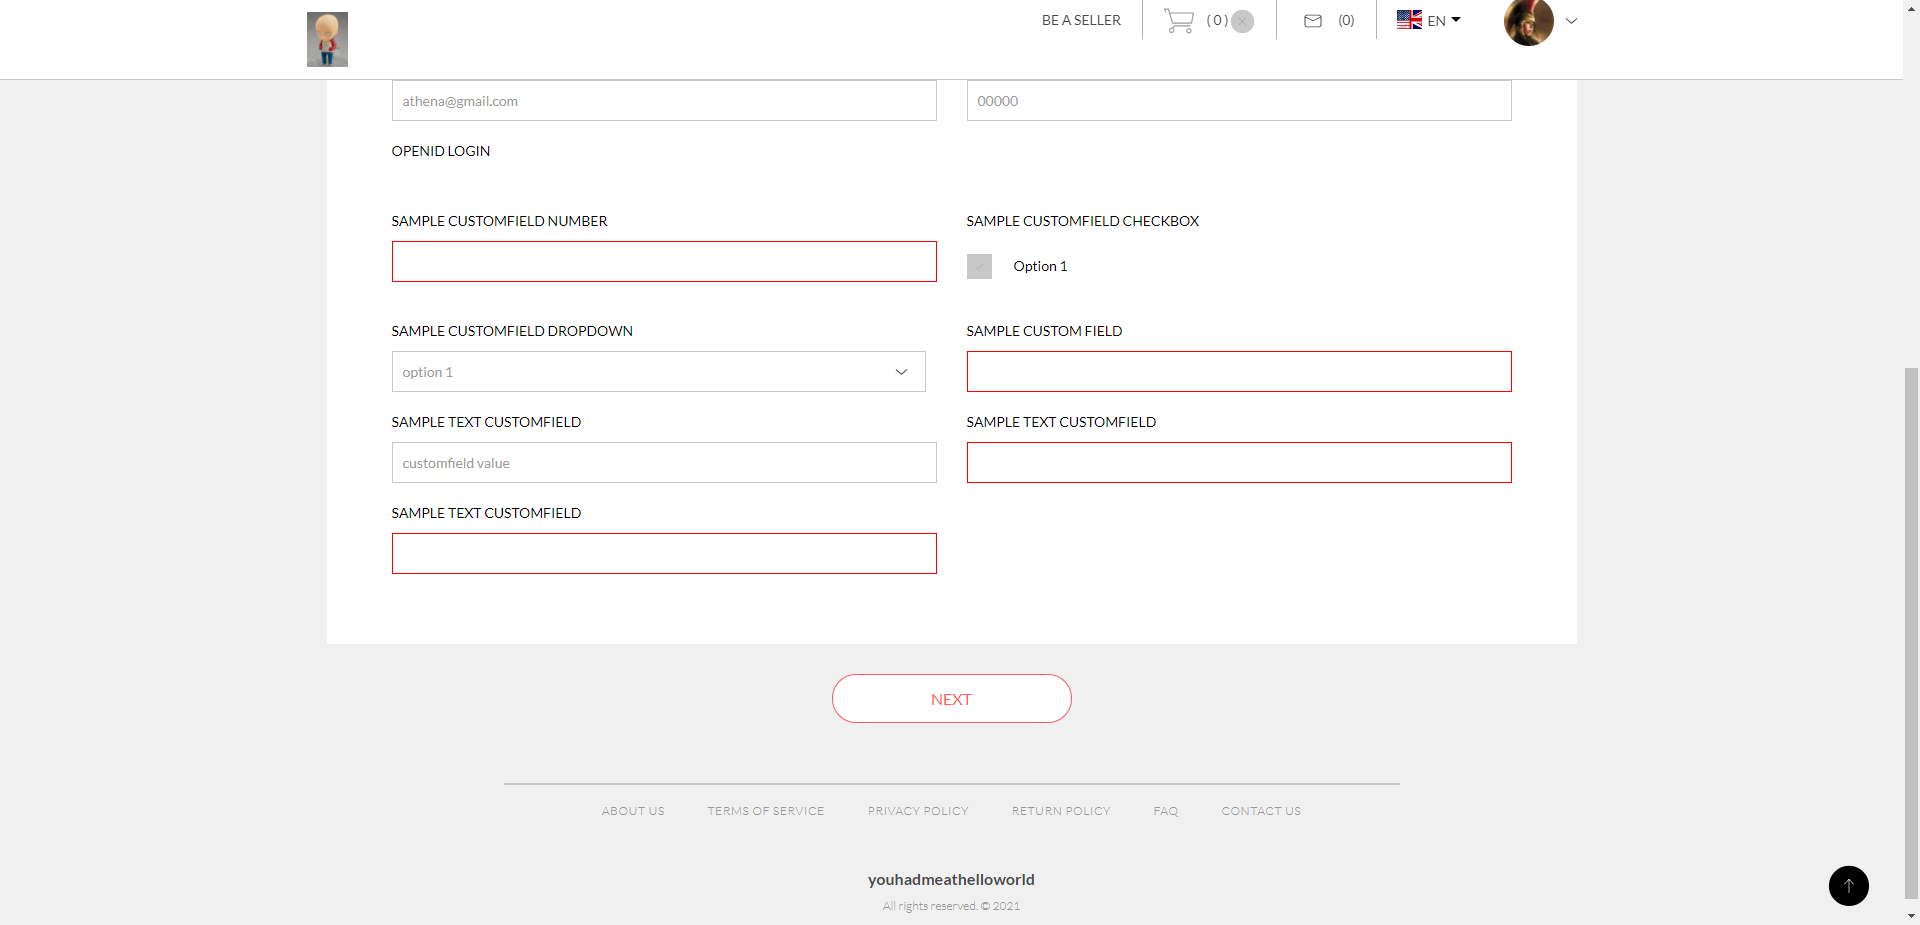 BE A SELLER
( 0 )
(0)
EN
athena@gmail.com
00000
OPENID LOGIN
SAMPLE CUSTOMFIELD NUMBER
SAMPLE CUSTOMFIELD CHECKBOX
Option 1
SAMPLE CUSTOMFIELD DROPDOWN
SAMPLE CUSTOM FIELD
option 1
SAMPLE TEXT CUSTOMFIELD
SAMPLE TEXT CUSTOMFIELD
customfield value
SAMPLE TEXT CUSTOMFIELD
NEXT
ABOUT US
TERMS OF SERVICE
PRIVACY POLICY
RETURN POLICY
FAQ
CONTACT US
youhadmeathelloworld
All rights reserved. © 2021